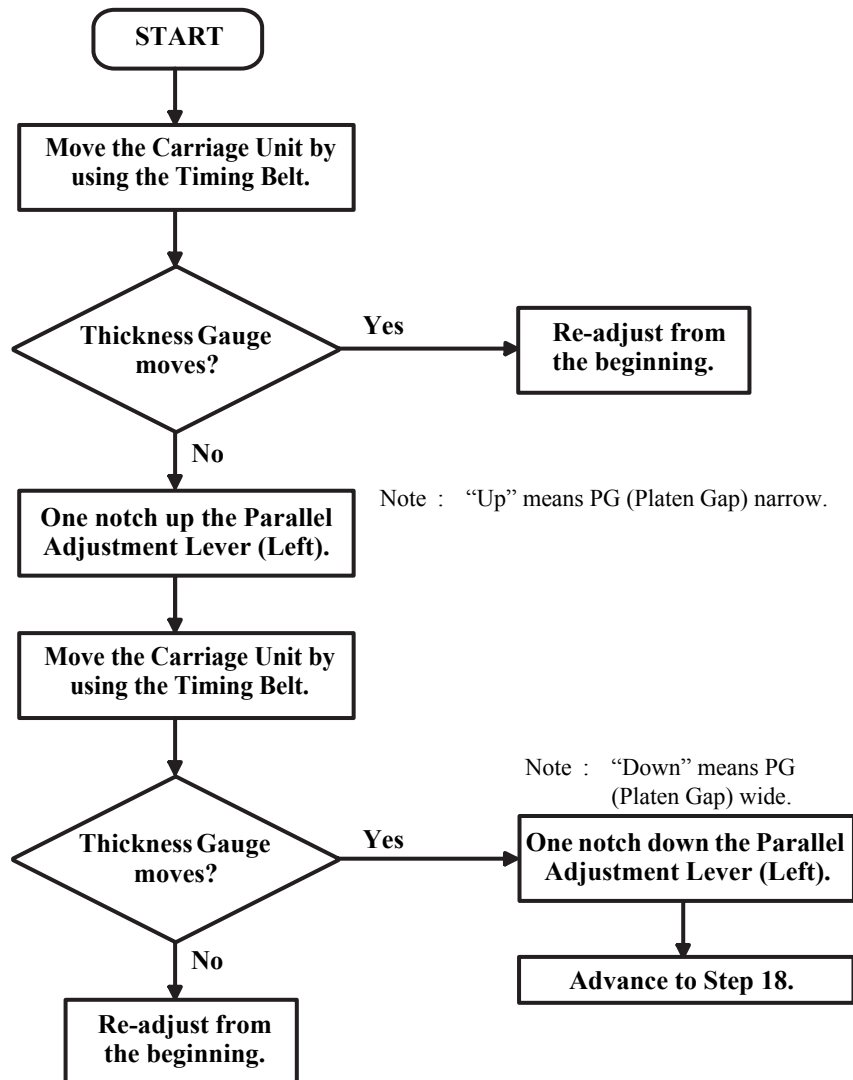 START
Move the Carriage Unit by
using the Timing Belt.
Thickness Gauge
moves?
Yes
Re-adjust from
the beginning.
No
One notch up the Parallel
Adjustment Lever (Left).
Note : “Up” means PG (Platen Gap) narrow.
Move the Carriage Unit by
using the Timing Belt.
Thickness Gauge
moves?
Yes
Note : “Down” means PG
(Platen Gap) wide.
One notch down the Parallel
Adjustment Lever (Left).
Advance to Step 18.
No
Re-adjust from
the beginning.